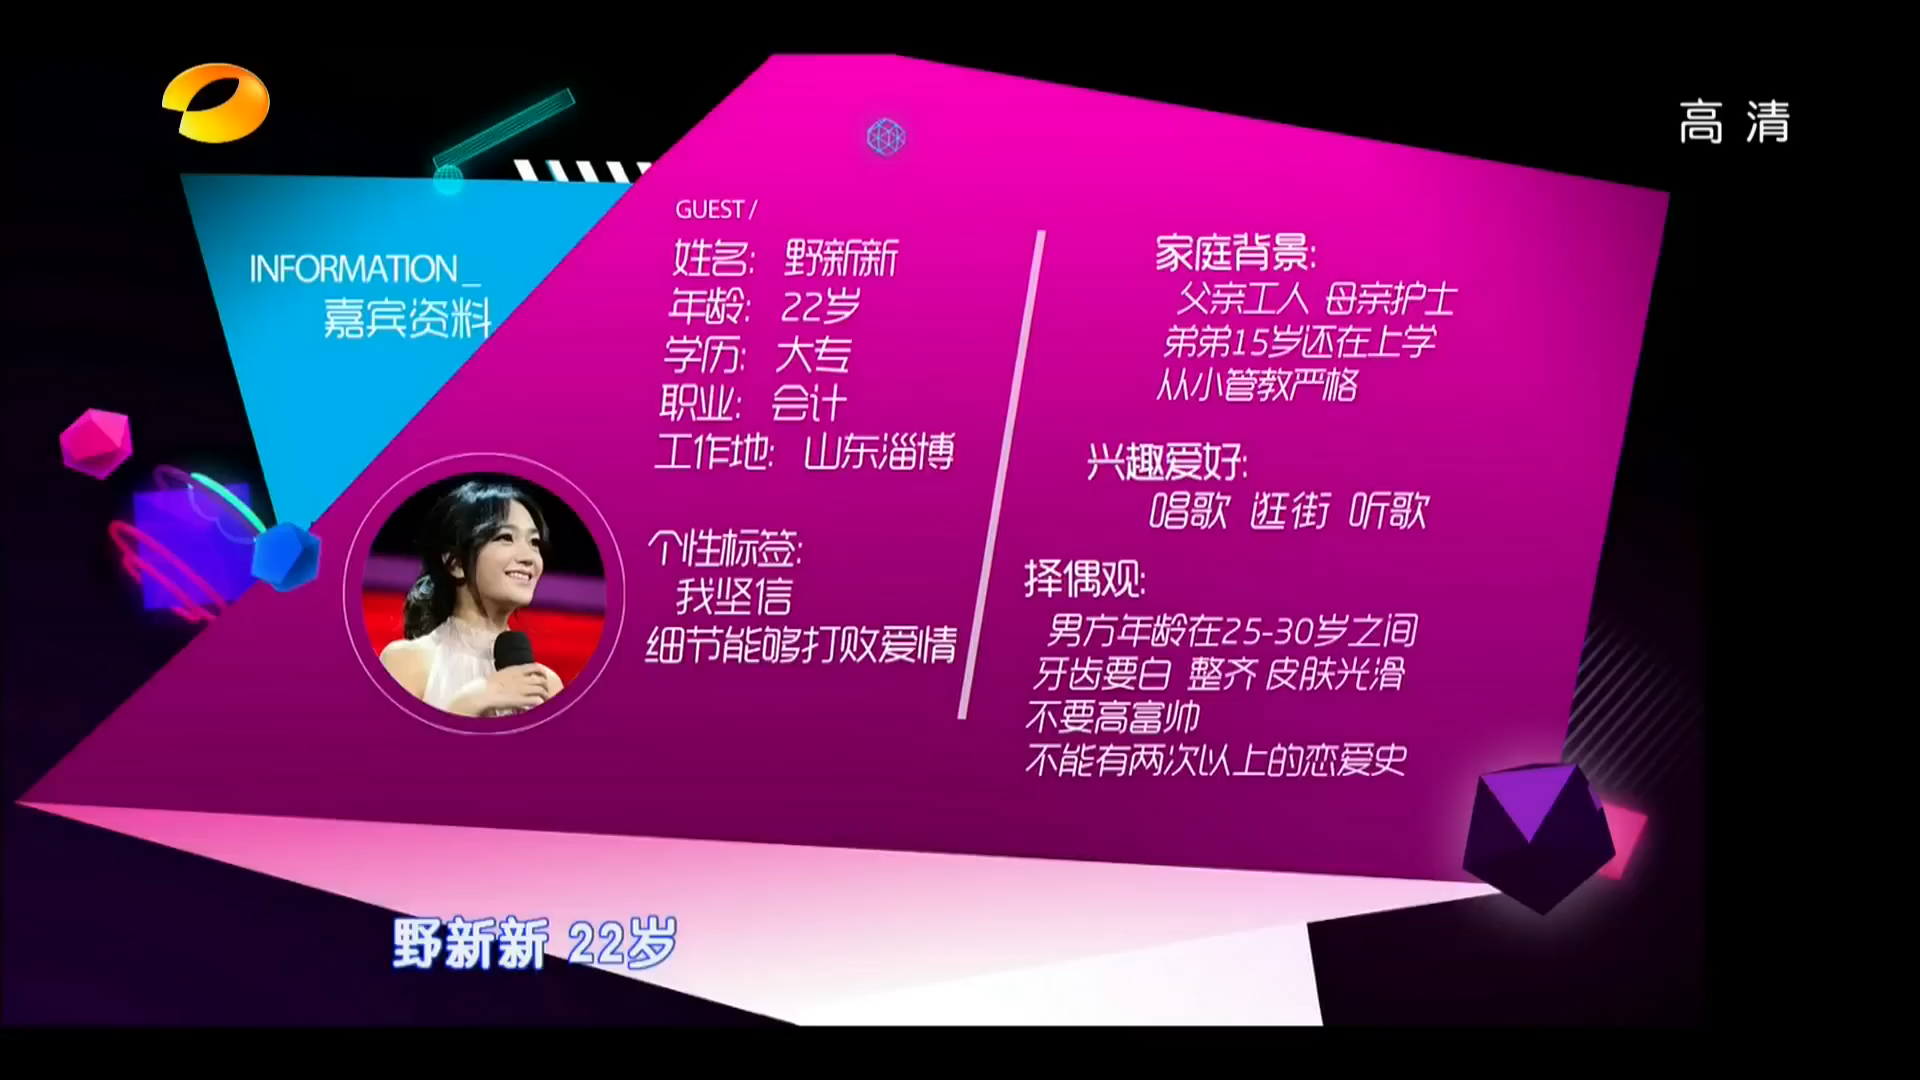 高清
INFORMATION_
嘉宾资料
GUEST/
姓名: 野新新
年龄: 22岁
学历: 大专
职业: 会计
工作地: 山东淄博
个性标签:
我坚信
细节能够打败爱情
家庭背景:
父亲工人 母亲护士
弟弟15岁还在上学
从小管教严格
兴趣爱好:
唱歌 逛街 听歌
择偶观:
男方年龄在25-30岁之间
牙齿要白 整齐 皮肤光滑
不要高富帅
不能有两次以上的恋爱史
野新新 22岁